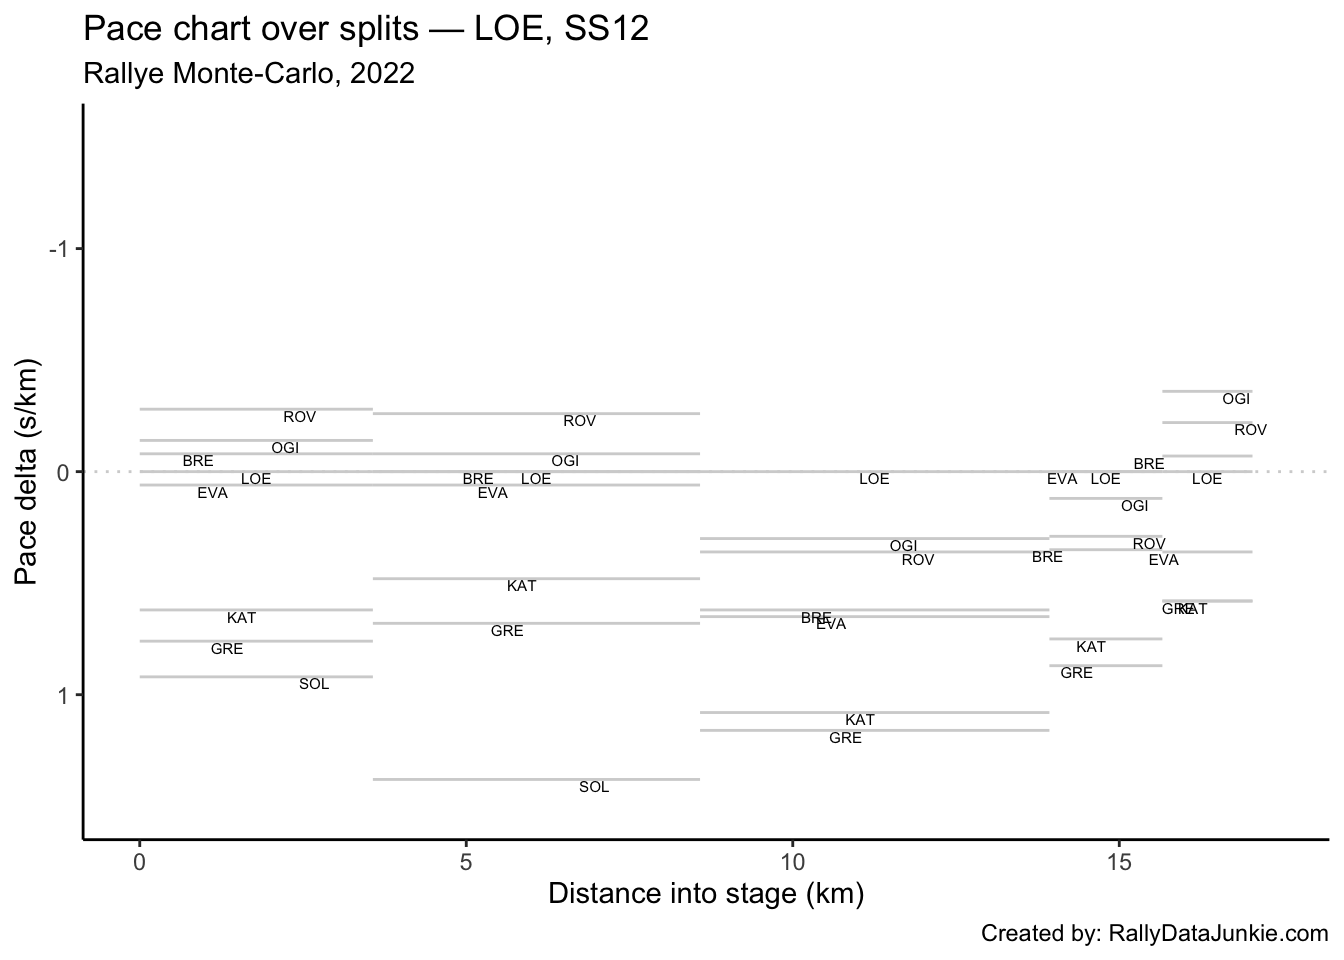 Pace chart over splits — LOE, SS12
Rallye Monte-Carlo, 2022
Pace delta (s/km)
-1
0
1
OGI
ROV ROV ROV
OGI BRE OGI BRE
LOE BRE LOE LOE EVA LOE LOE
EVA EVA
OGI
OGI ROV
ROV BRE EVA
KAT
KAT BRE GRE KAT
EVA
GRE GRE KAT
SOL GRE
KAT
GRE
SOL
0 5 10 15
Distance into stage (km)
Created by: RallyDataJunkie.com